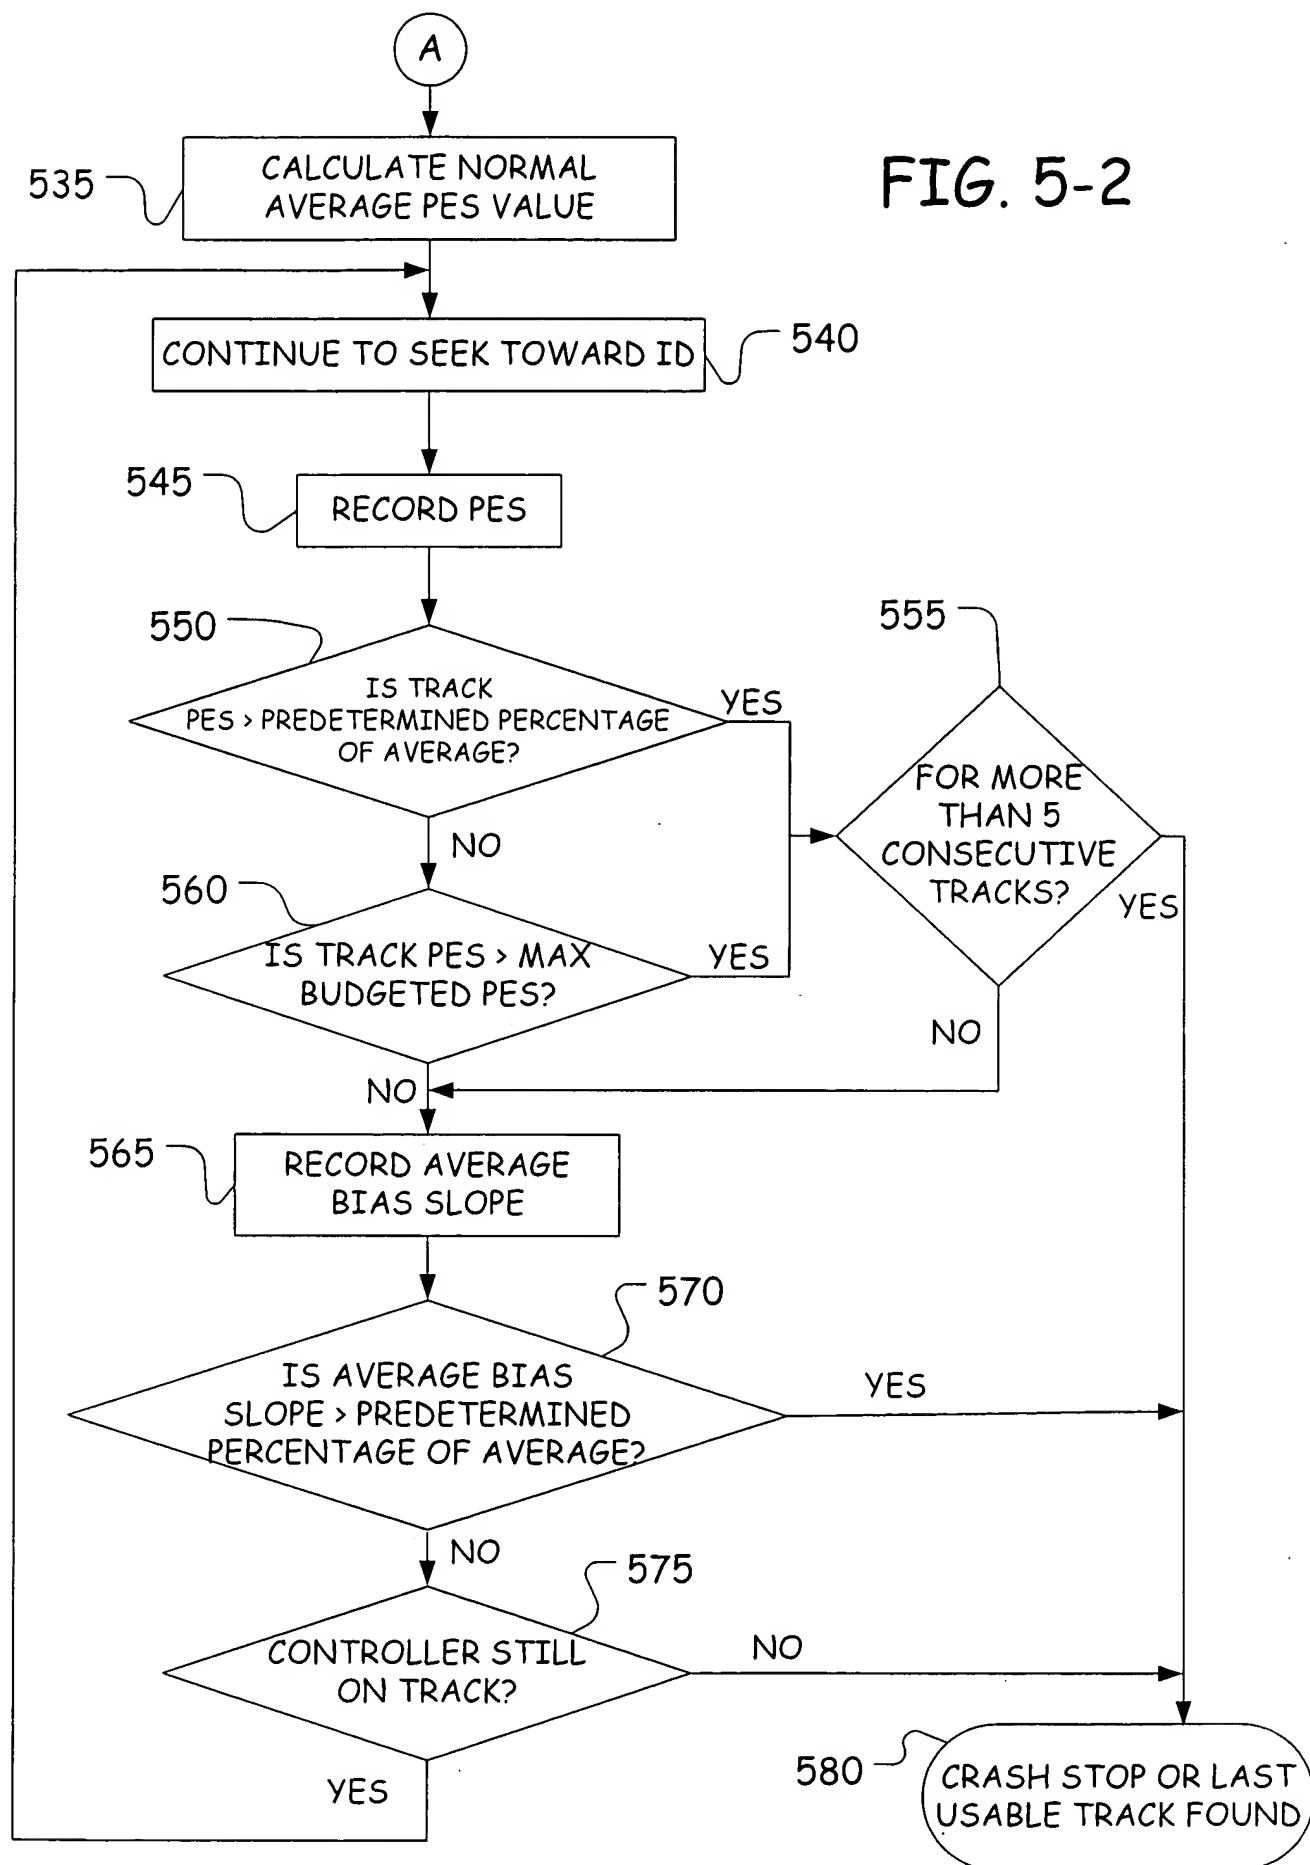 A
FIG. 5-2
535
CALCULATE NORMAL
AVERAGE PES VALUE
CONTINUE TO SEEK TOWARD ID
540
545
RECORD PES
550
IS TRACK
PES > PREDETERMINED PERCENTAGE
OF AVERAGE?
YES
NO
555
FOR MORE
THAN 5
CONSECUTIVE
TRACKS?
YES
NO
560
IS TRACK PES > MAX
BUDGETED PES?
YES
NO
565
RECORD AVERAGE
BIAS SLOPE
570
IS AVERAGE BIAS
SLOPE > PREDETERMINED
PERCENTAGE OF AVERAGE?
YES
NO
575
CONTROLLER STILL
ON TRACK?
NO
YES
580
CRASH STOP OR LAST
USABLE TRACK FOUND